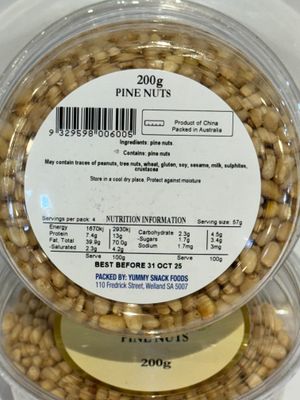 200g
PINE NUTS
9 329598 006005
Product of China
Packed in Australia
Ingredients: pine nuts
Contains: pine nuts
May contain traces of peanuts, tree nuts, wheat, gluten, soy, sesame, milk, sulphites,
crustacea
Store in a cool dry place. Protect against moisture
Servings per pack: 4 NUTRITION INFORMATION Serving size: 57g
Energy 1670kj 2930kj Carbohydrate 2.3g 4.5g
Protein 7.4g 13g -Sugars 1.7g 3.4g
Fat, Total 39.9g 70.0g Sodium 1.7mg 3mg
-Saturated 2.3g 4.2g
Serve 100g Serve 100g
BEST BEFORE 31 OCT 25
PACKED BY: YUMMY SNACK FOODS
110 Fredrick Street, Welland SA 5007
PINE NUTS
200g